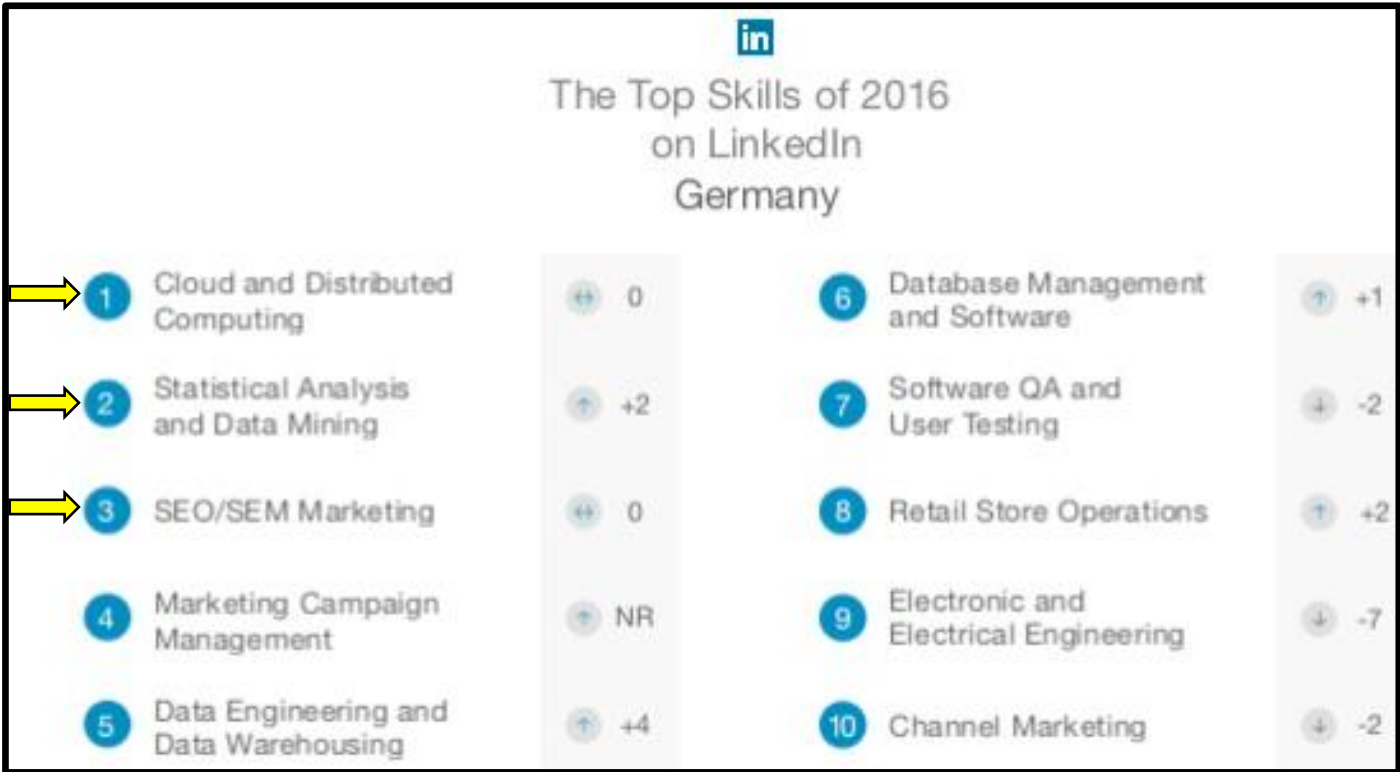 in
The Top Skills of 2016
on LinkedIn
Germany
1 Cloud and Distributed
Computing
0
2 Statistical Analysis
and Data Mining
+2
3 SEO/SEM Marketing
0
4 Marketing Campaign
Management
NR
5 Data Engineering and
Data Warehousing
+4
6 Database Management
and Software
+1
7 Software QA and
User Testing
-2
8 Retail Store Operations
+2
9 Electronic and
Electrical Engineering
-7
10 Channel Marketing
-2